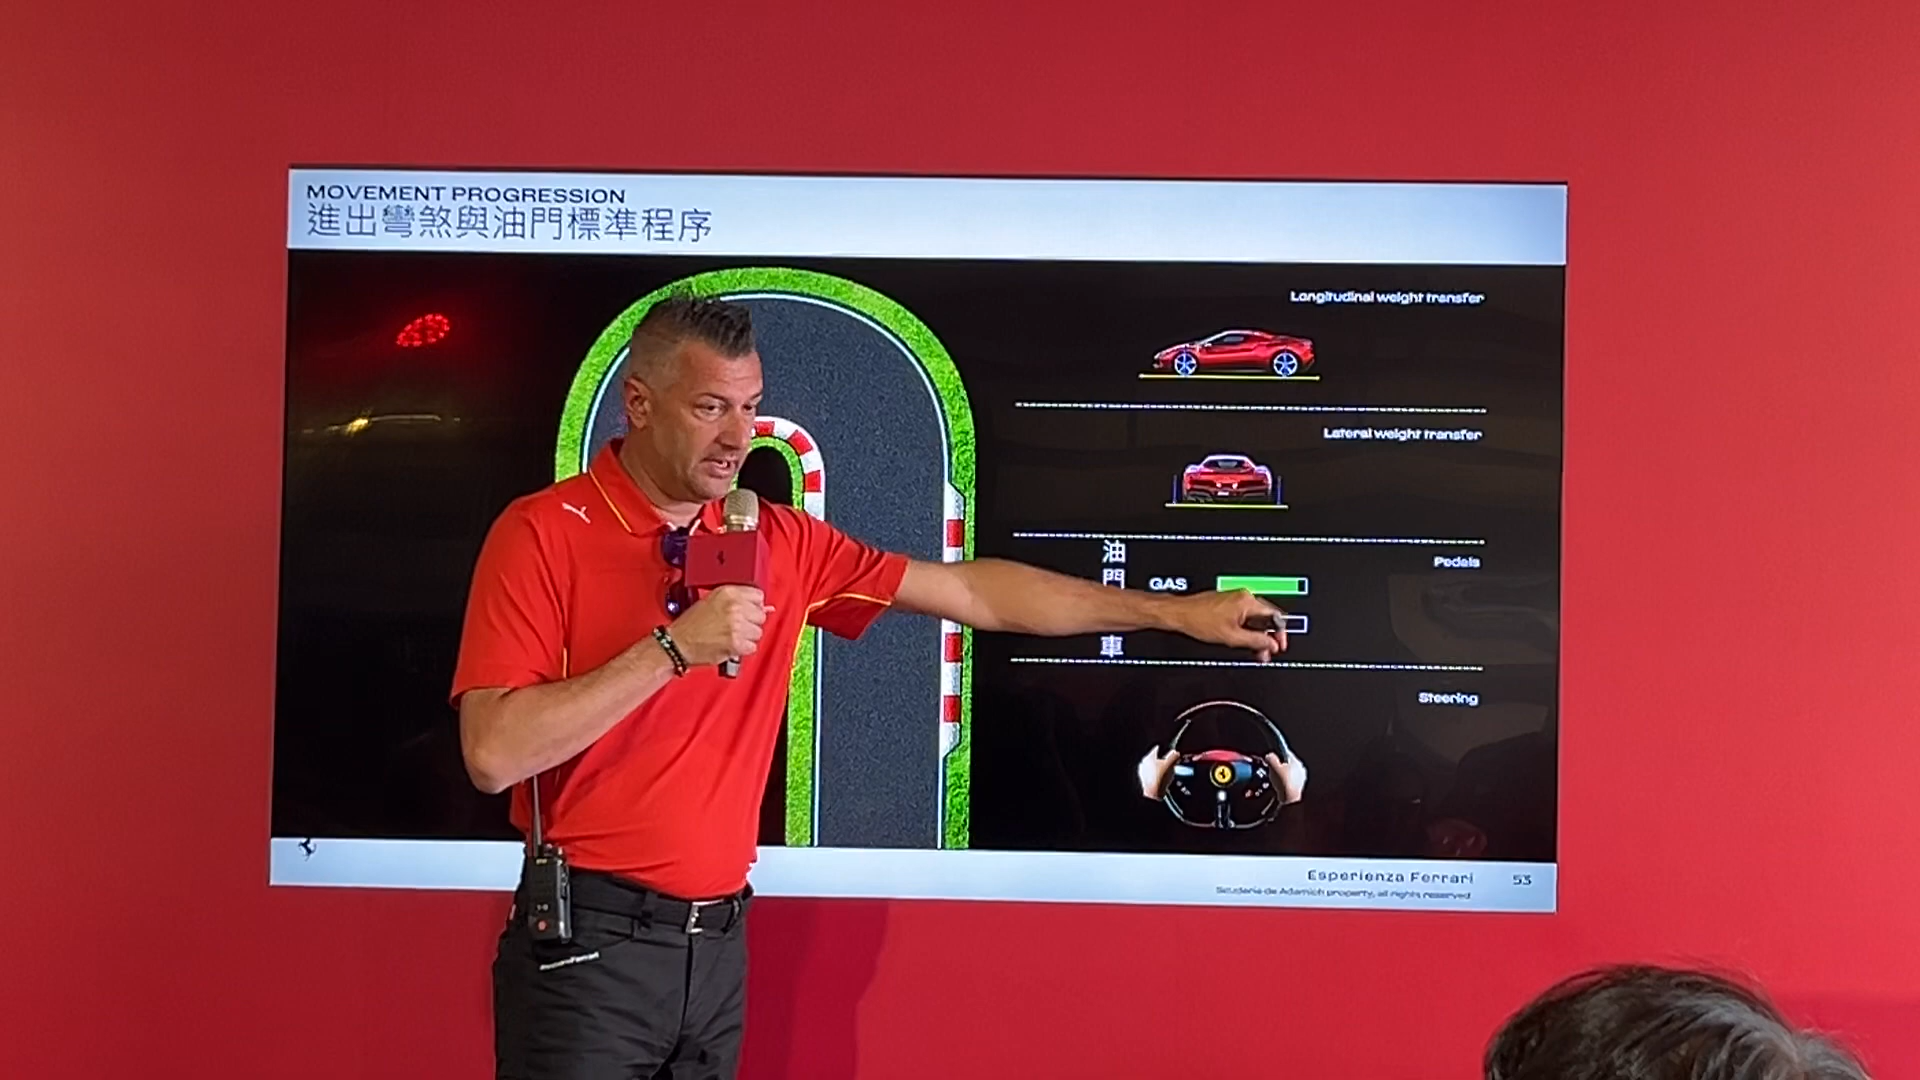 MOVEMENT PROGRESSION
進出彎煞與油門標準程序
Longitudinal weight transfer
Lateral weight transfer
Pedals
油門
GAS
車
Steering
Esperienza Ferrari
53
Scuderia de Adamich property, all rights reserved